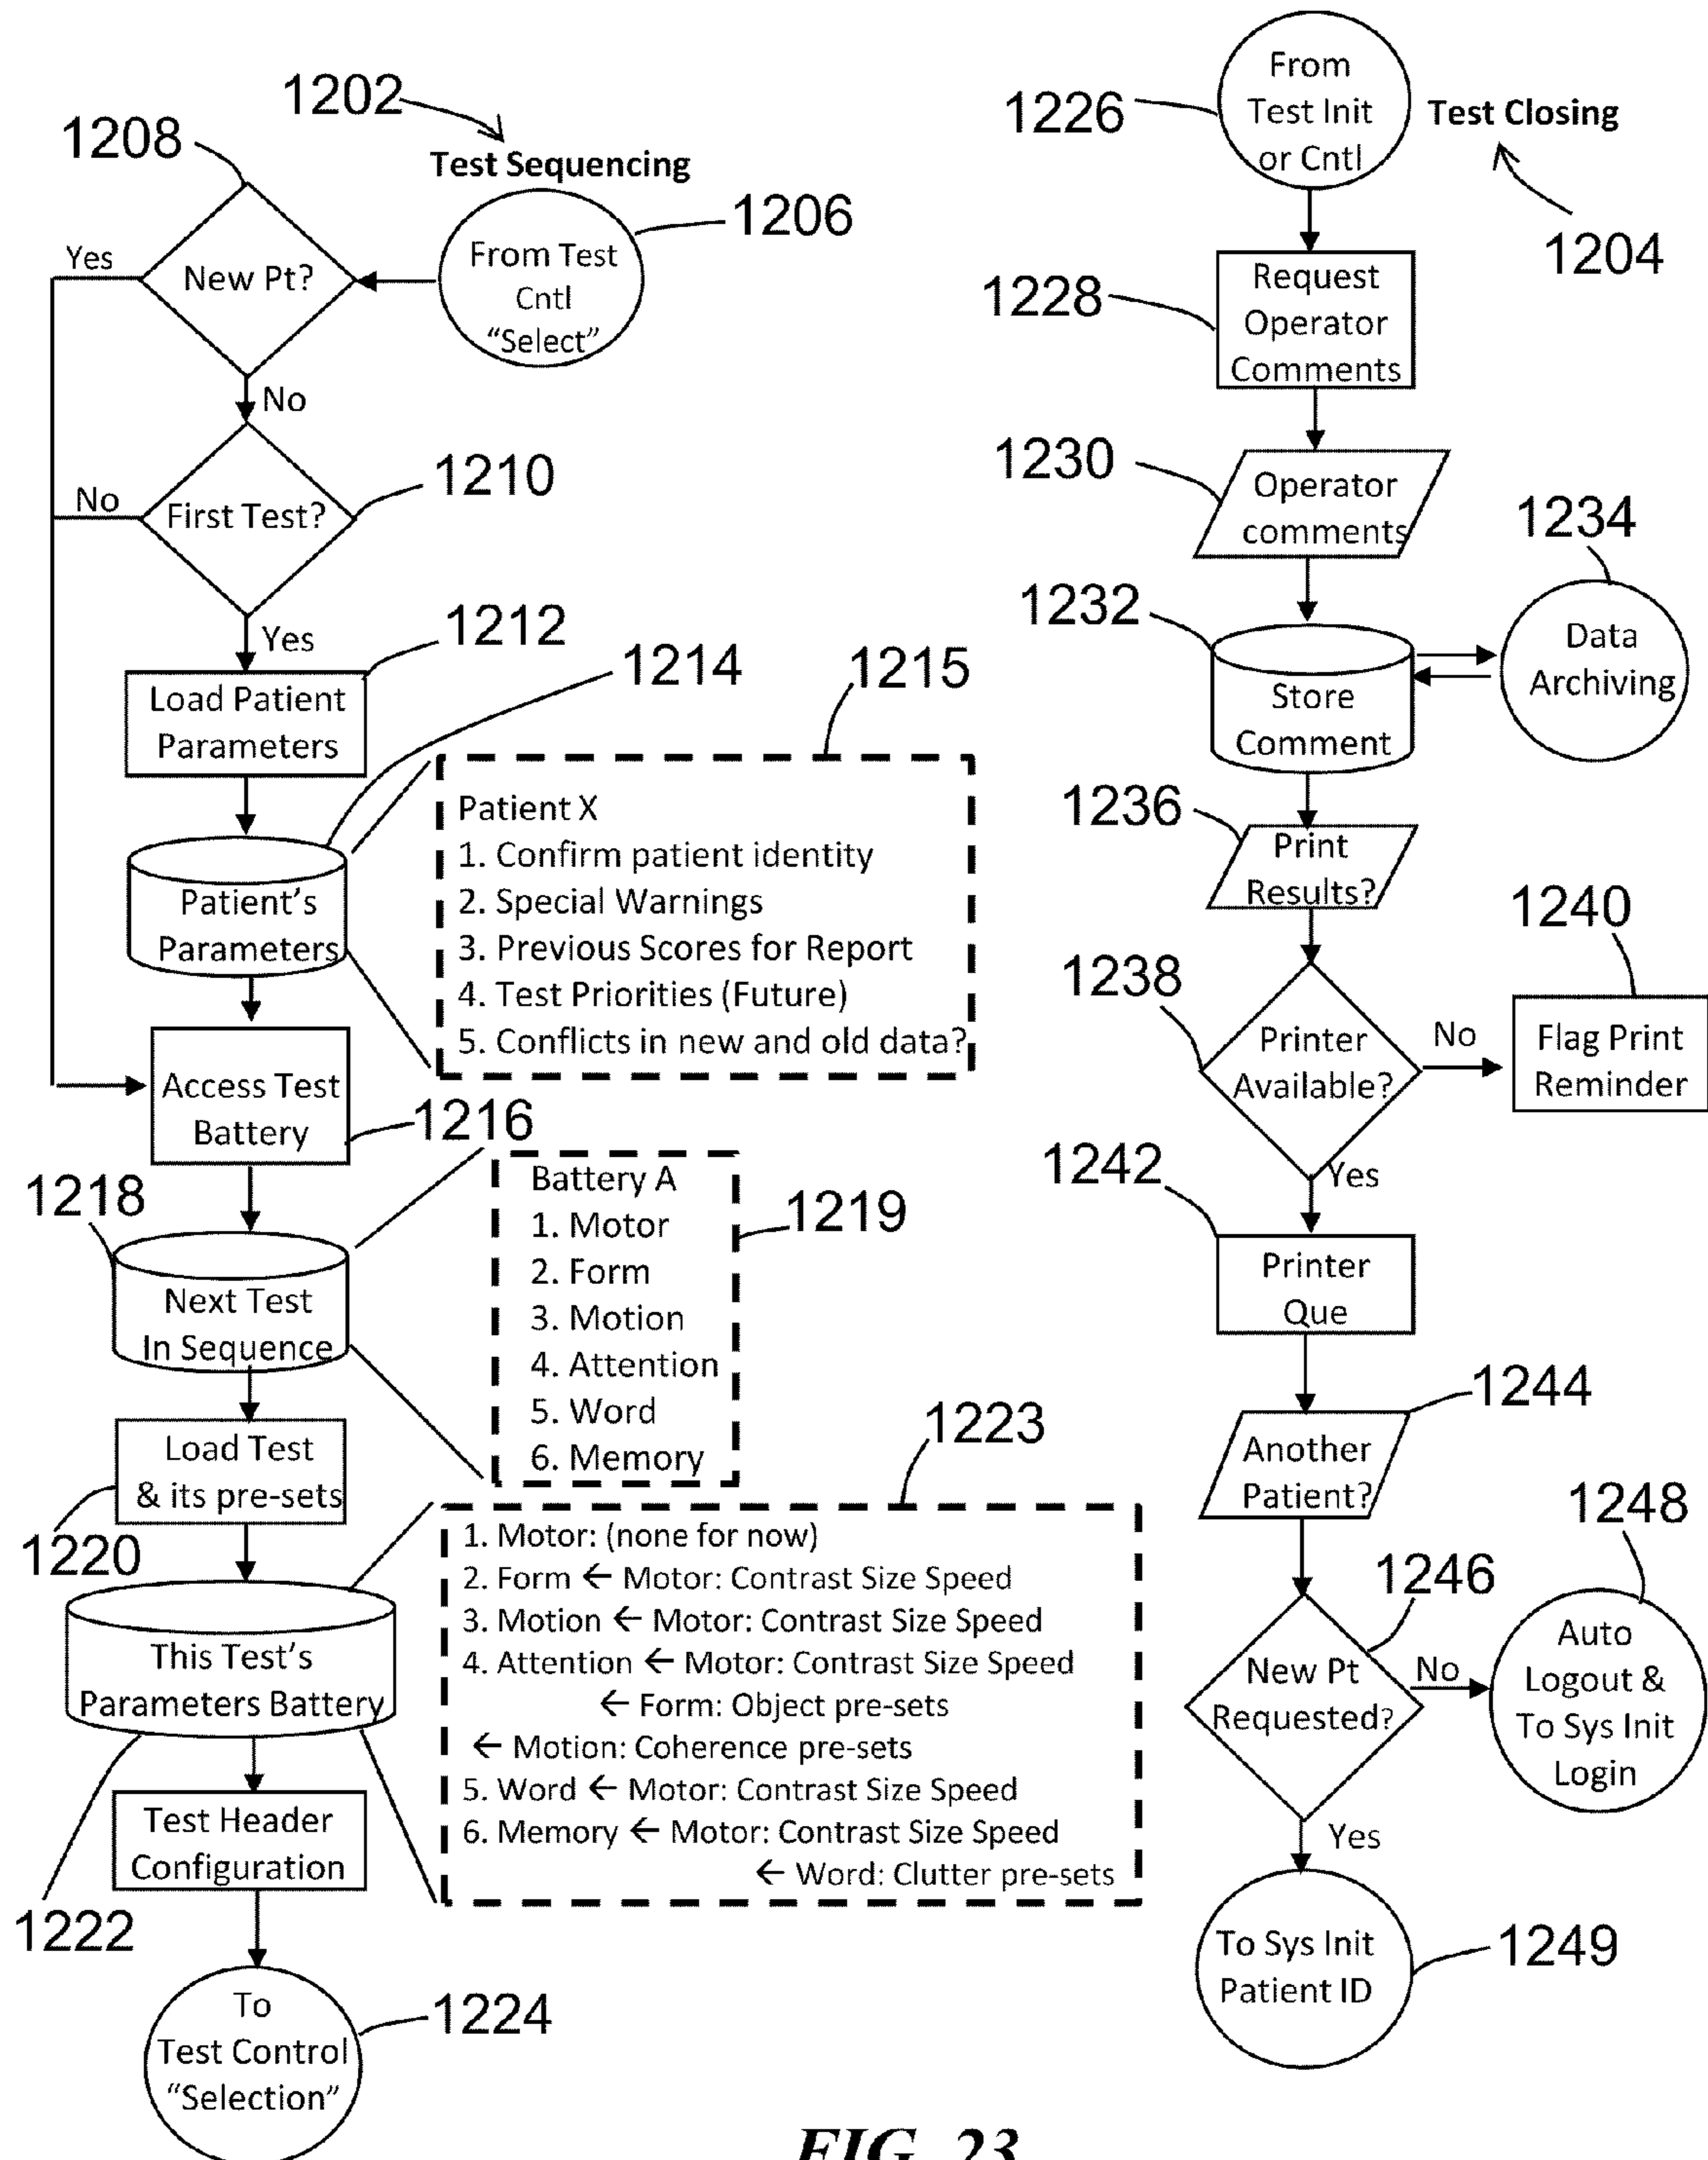 1202
Test Sequencing
1208
1206
From Test
Cntl
“Select”
New Pt?
Yes
No
1210
First Test?
No
Yes
1212
Load Patient
Parameters
1214
1215
Patient’s
Parameters
Patient X
1. Confirm patient identity
2. Special Warnings
3. Previous Scores for Report
4. Test Priorities (Future)
5. Conflicts in new and old data?
Access Test
Battery
1216
1218
Next Test
In Sequence
Battery A
1. Motor
2. Form
3. Motion
4. Attention
5. Word
6. Memory
1219
Load Test
& its pre-sets
1220
1223
This Test’s
Parameters Battery
1. Motor: (none for now)
2. Form ← Motor: Contrast Size Speed
3. Motion ← Motor: Contrast Size Speed
4. Attention ← Motor: Contrast Size Speed
← Form: Object pre-sets
← Motion: Coherence pre-sets
5. Word ← Motor: Contrast Size Speed
6. Memory ← Motor: Contrast Size Speed
← Word: Clutter pre-sets
1222
Test Header
Configuration
To
Test Control
“Selection”
1224
From
Test Init
or Cntl
1226
Test Closing
1204
1228
Request
Operator
Comments
1230
Operator
comments
1232
Store
Comment
1234
Data
Archiving
1236
Print
Results?
1238
Printer
Available?
No
1240
Flag Print
Reminder
Yes
1242
Printer
Que
1244
Another
Patient?
1246
New Pt
Requested?
No
1248
Auto
Logout &
To Sys Init
Login
Yes
To Sys Init
Patient ID
1249
FIG. 23